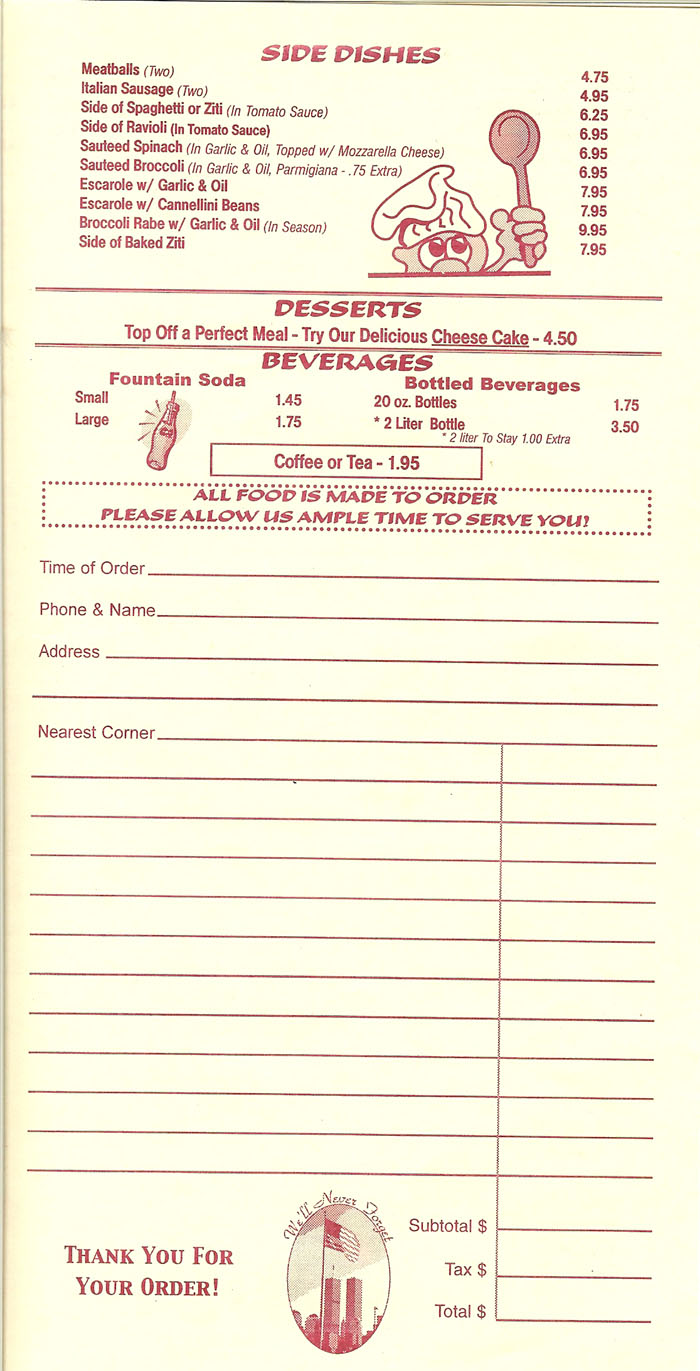 SIDE DISHES
Meatballs (Two) 4.75
Italian Sausage (Two) 4.95
Side of Spaghetti or Ziti (In Tomato Sauce) 6.25
Side of Ravioli (In Tomato Sauce) 6.95
Sauteed Spinach (In Garlic & Oil, Topped w/ Mozzarella Cheese) 6.95
Sauteed Broccoli (In Garlic & Oil, Parmigiana - .75 Extra) 6.95
Escarole w/ Garlic & Oil 7.95
Escarole w/ Cannellini Beans 7.95
Broccoli Rabe w/ Garlic & Oil (In Season) 9.95
Side of Baked Ziti 7.95
DESSERTS
Top Off a Perfect Meal - Try Our Delicious Cheese Cake - 4.50
BEVERAGES
Fountain Soda
Small 1.45
Large 1.75
Bottled Beverages
20 oz. Bottles 1.75
* 2 Liter Bottle 3.50
* 2 liter To Stay 1.00 Extra
Coffee or Tea - 1.95
ALL FOOD IS MADE TO ORDER
PLEASE ALLOW US AMPLE TIME TO SERVE YOU!
Time of Order
Phone & Name
Address
Nearest Corner
We'll Never Forget
THANK YOU FOR
YOUR ORDER!
Subtotal $
Tax $
Total $